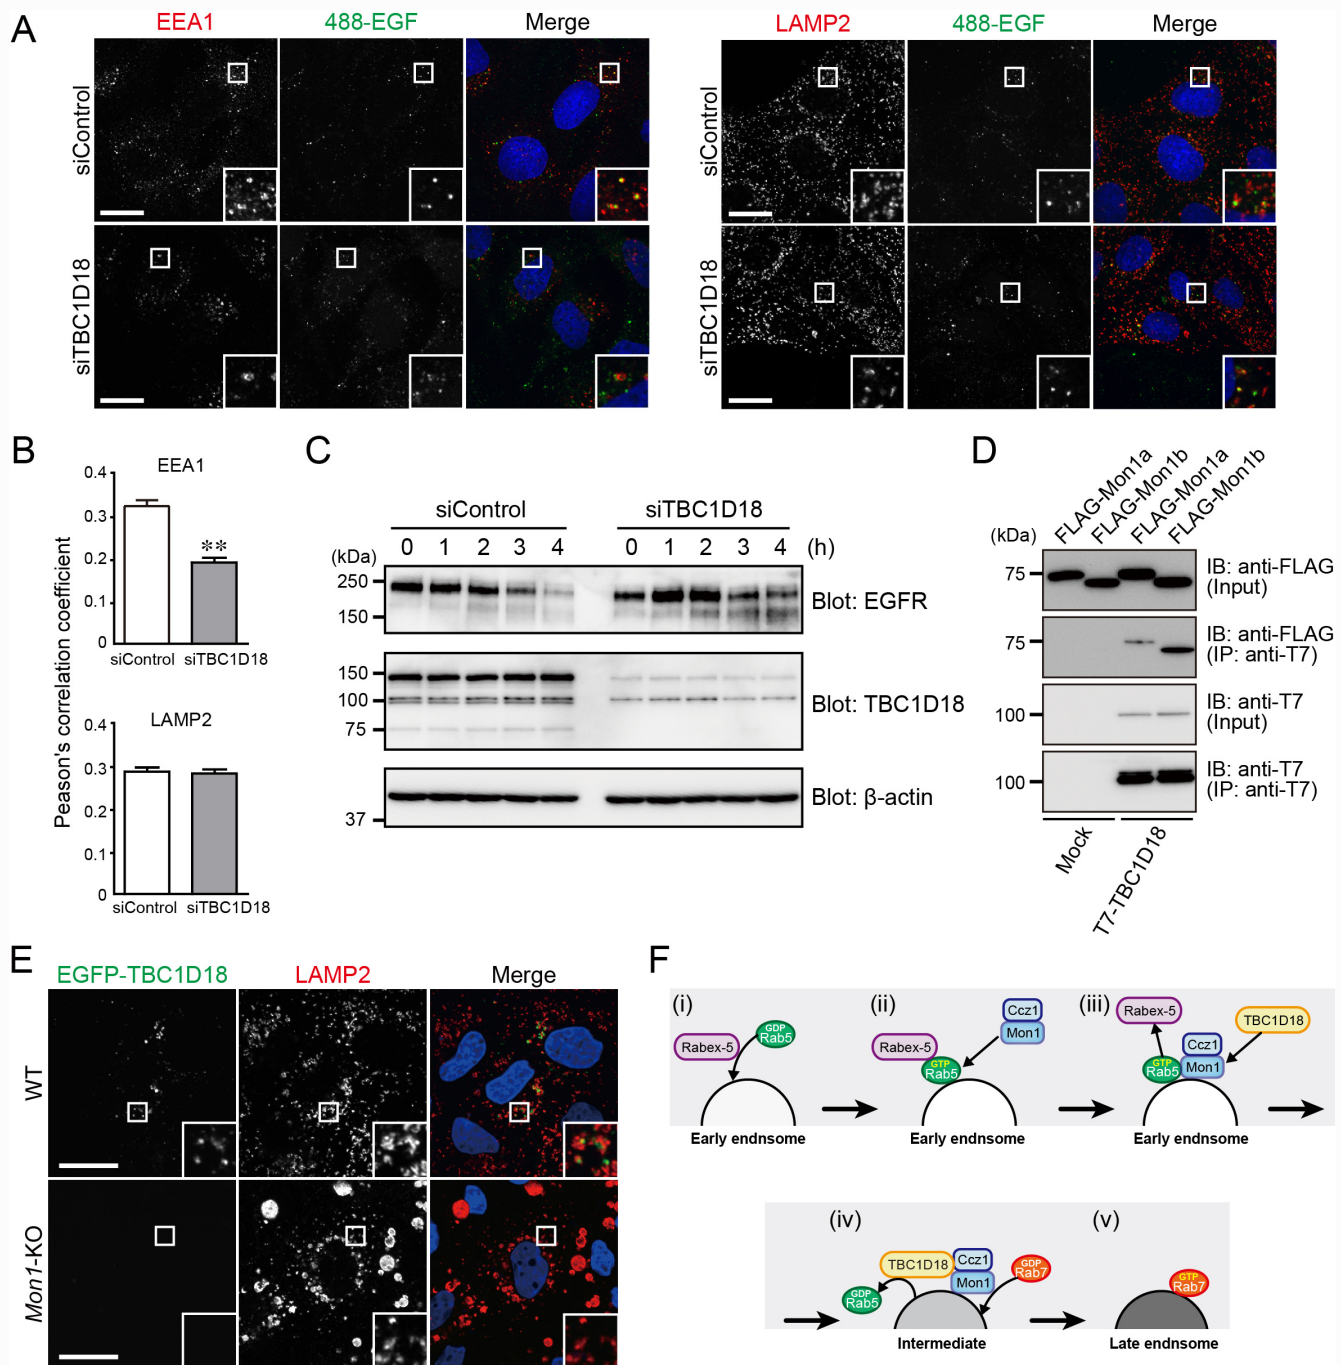 A
EEA1 488-EGF Merge
LAMP2 488-EGF Merge
siControl
siTBC1D18
siControl
siTBC1D18
B
EEA1
0.4
0.3
0.2
0.1
0
**
siControl siTBC1D18
LAMP2
0.4
0.3
0.2
0.1
0
siControl siTBC1D18
Peason's correlation coefficient
C
siControl siTBC1D18
(kDa) 0 1 2 3 4 0 1 2 3 4 (h)
250
150
Blot: EGFR
150
100
75
Blot: TBC1D18
37
Blot: β-actin
D
FLAG-Mon1a
FLAG-Mon1b
FLAG-Mon1a
FLAG-Mon1b
(kDa)
75
IB: anti-FLAG
(Input)
75
IB: anti-FLAG
(IP: anti-T7)
100
IB: anti-T7
(Input)
100
IB: anti-T7
(IP: anti-T7)
Mock
T7-TBC1D18
E
EGFP-TBC1D18 LAMP2 Merge
WT
Mon1-KO
F
(i)
Rabex-5
GDP
Rab5
Early endnsome
(ii)
Rabex-5
GTP
Rab5
Ccz1
Mon1
Early endnsome
(iii)
Rabex-5
GTP
Rab5
Ccz1
Mon1
TBC1D18
Early endnsome
(iv)
TBC1D18
Ccz1
Mon1
GDP
Rab5
GDP
Rab7
Intermediate
(v)
GTP
Rab7
Late endnsome